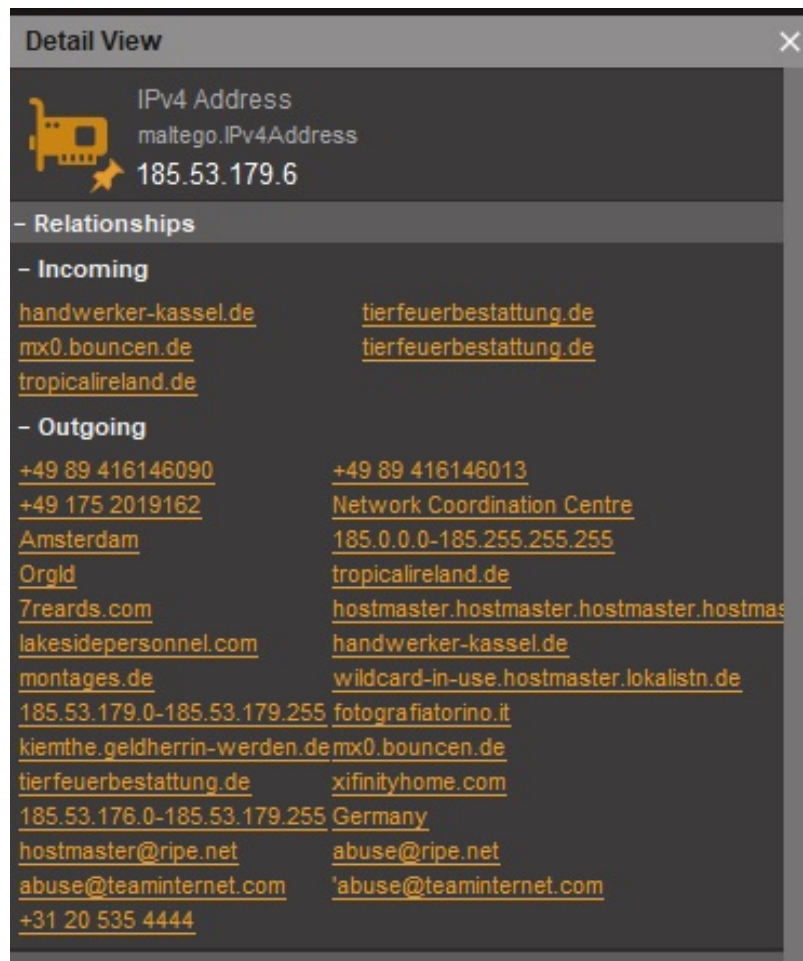 Detail View
IPv4 Address
maltego.IPv4Address
185.53.179.6
– Relationships
– Incoming
handwerker-kassel.de tierfeuerbestattung.de
mx0.bouncen.de tierfeuerbestattung.de
tropicalireland.de
– Outgoing
+49 89 416146090 +49 89 416146013
+49 175 2019162 Network Coordination Centre
Amsterdam 185.0.0.0-185.255.255.255
OrgId tropicalireland.de
7reards.com hostmaster.hostmaster.hostmaster.hostmas
lakesidepersonnel.com handwerker-kassel.de
montages.de wildcard-in-use.hostmaster.lokalistn.de
185.53.179.0-185.53.179.255 fotografiatorino.it
kiemthe.geldherrin-werden.de mx0.bouncen.de
tierfeuerbestattung.de xifinityhome.com
185.53.176.0-185.53.179.255 Germany
hostmaster@ripe.net abuse@ripe.net
abuse@teaminternet.com 'abuse@teaminternet.com
+31 20 535 4444